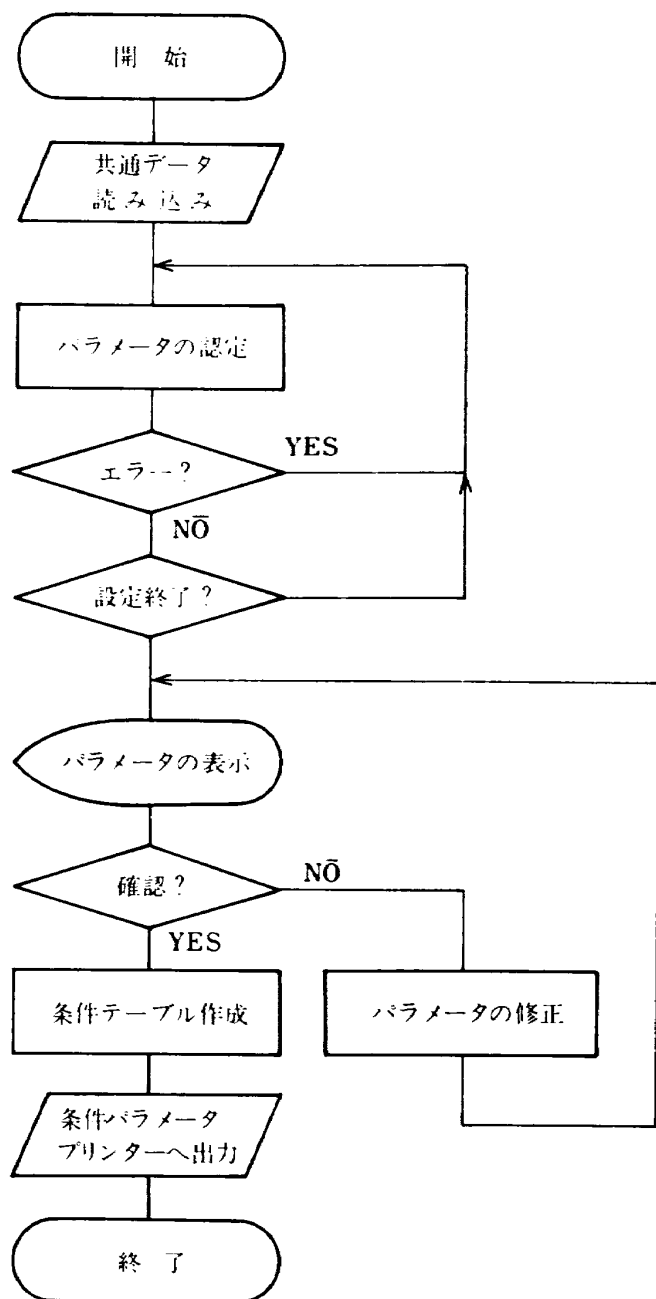 開始
共通データ
読み込み
パラメータの認定
エラー?
YES
NŌ
設定終了?
パラメータの表示
確認?
NŌ
YES
条件テーブル作成
パラメータの修正
条件パラメータ
プリンターへ出力
終了